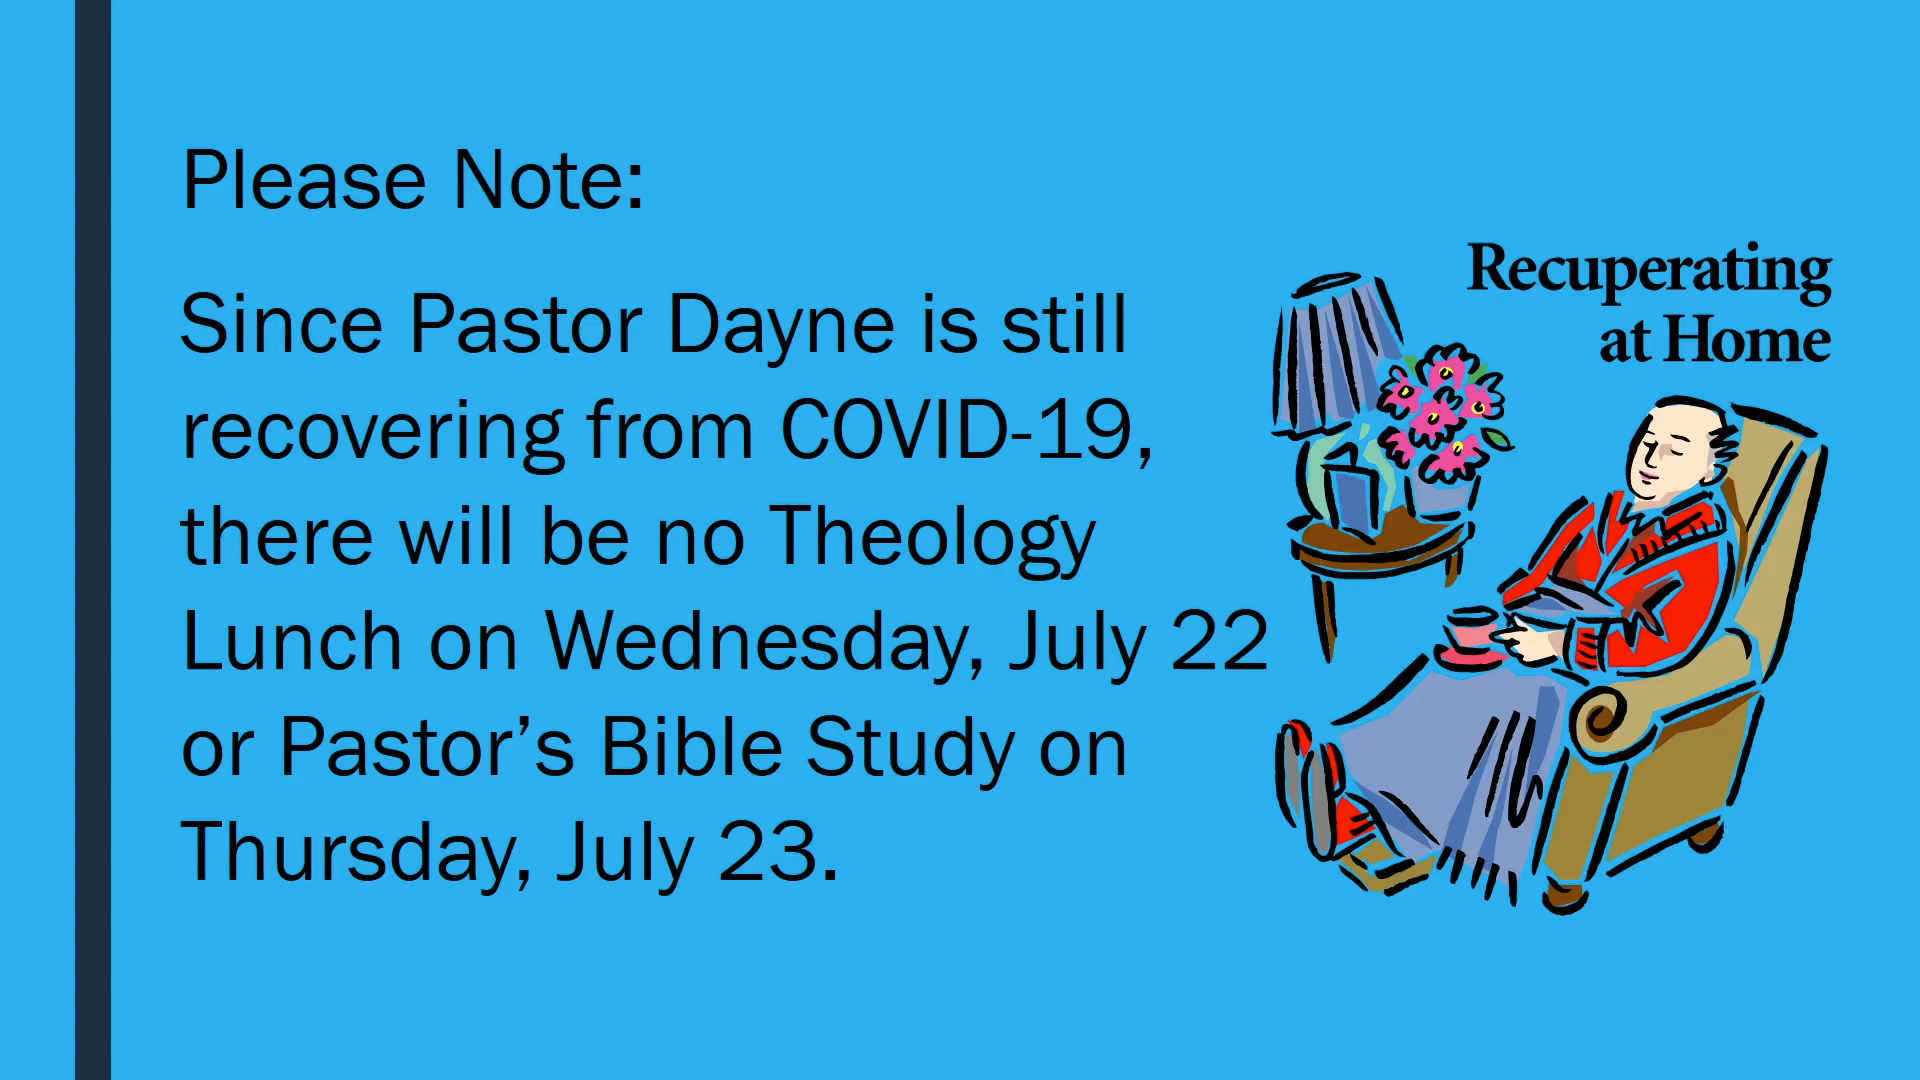 Please Note:
Since Pastor Dayne is still
recovering from COVID-19,
there will be no Theology
Lunch on Wednesday, July 22
or Pastor’s Bible Study on
Thursday, July 23.
Recuperating
at Home